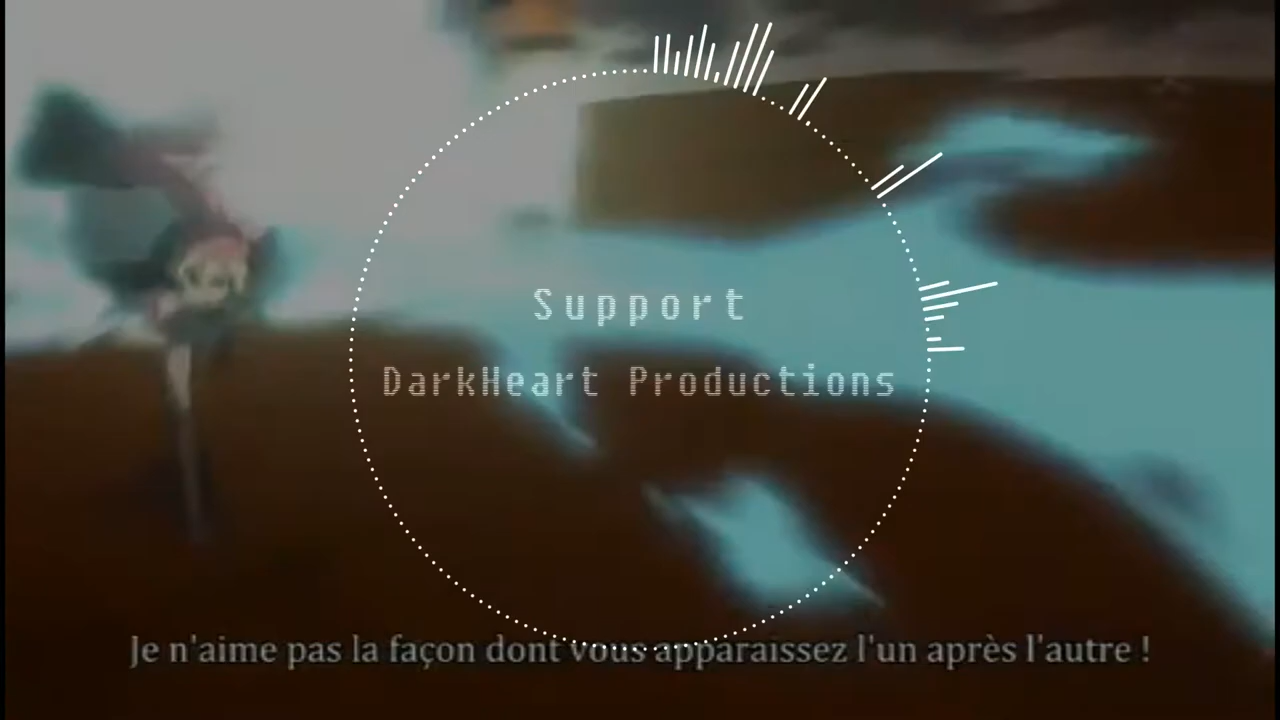 Support
DarkHeart Productions
Je n'aime pas la façon dont vous apparaissez l'un après l'autre !